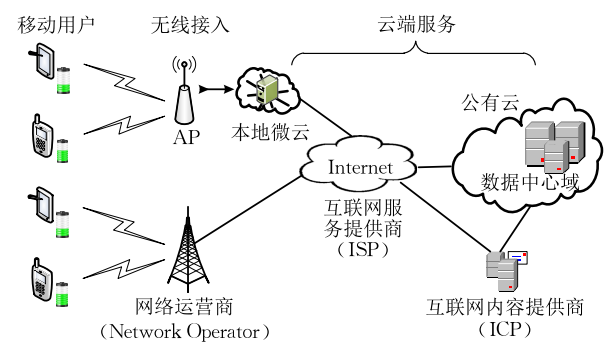 移动用户
无线接入
云端服务
AP
本地微云
公有云
Internet
数据中心域
互联网服
务提供商
（ISP）
网络运营商
（Network Operator）
互联网内容提供商
（ICP）